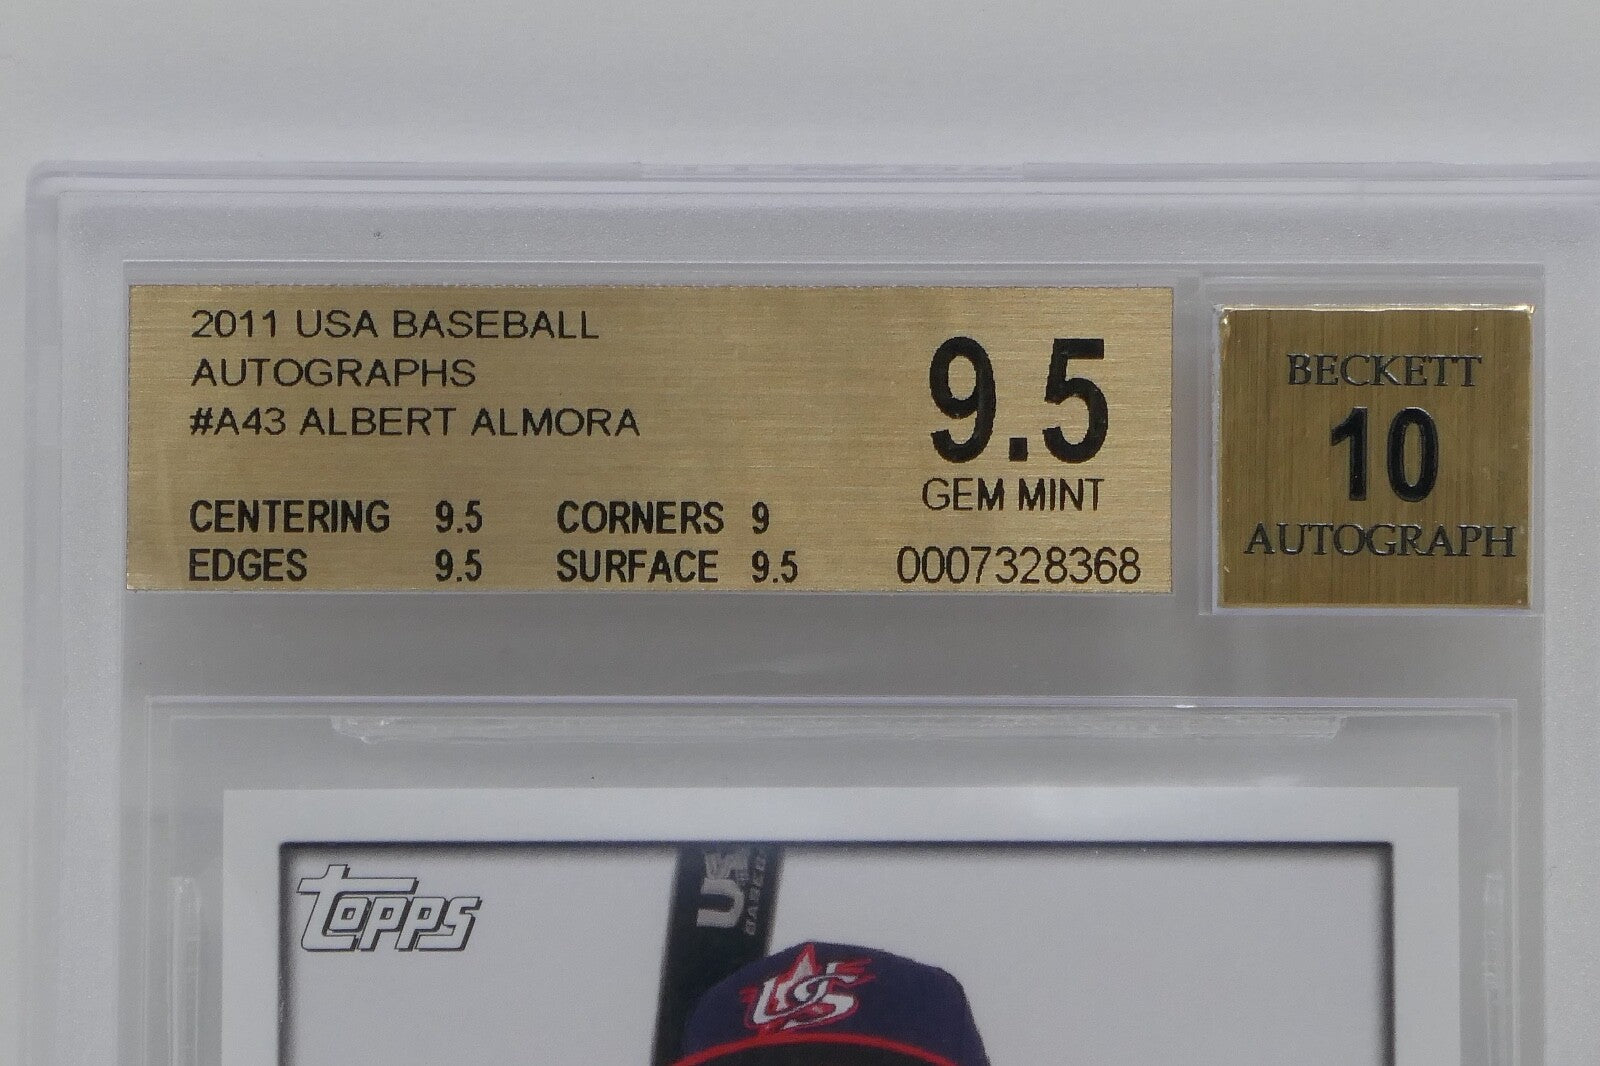 2011 USA BASEBALL
AUTOGRAPHS
#A43 ALBERT ALMORA
9.5
GEM MINT
CENTERING 9.5 CORNERS 9
EDGES 9.5 SURFACE 9.5
0007328368
BECKETT
10
AUTOGRAPH
TOPPS
US